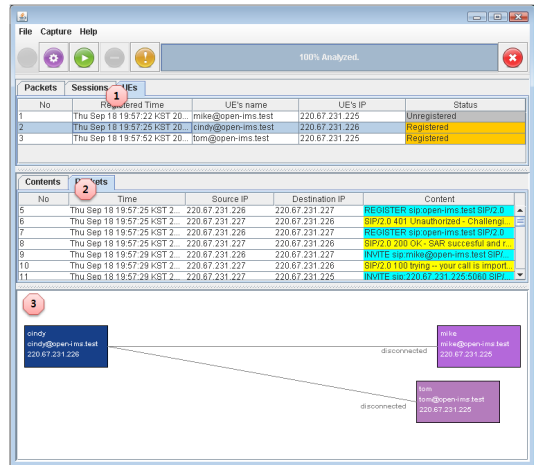 File Capture Help
100% Analyzed.
Packets Sessions UEs
1
No Registered Time UE's name UE's IP Status
1 Thu Sep 18 19:57:22 KST 20... mike@open-ims.test 220.67.231.225 Unregistered
2 Thu Sep 18 19:57:25 KST 20... cindy@open-ims.test 220.67.231.226 Registered
3 Thu Sep 18 19:57:52 KST 20... tom@open-ims.test 220.67.231.225 Registered
Contents Packets
2
No Time Source IP Destination IP Content
5 Thu Sep 18 19:57:25 KST 2... 220.67.231.226 220.67.231.227 REGISTER sip:open-ims.test SIP/2.0
6 Thu Sep 18 19:57:25 KST 2... 220.67.231.227 220.67.231.226 SIP/2.0 401 Unauthorized - Challengi...
7 Thu Sep 18 19:57:25 KST 2... 220.67.231.226 220.67.231.227 REGISTER sip:open-ims.test SIP/2.0
8 Thu Sep 18 19:57:25 KST 2... 220.67.231.227 220.67.231.226 SIP/2.0 200 OK - SAR succesful and r...
9 Thu Sep 18 19:57:29 KST 2... 220.67.231.226 220.67.231.227 INVITE sip:mike@open-ims.test SIP/...
10 Thu Sep 18 19:57:29 KST 2... 220.67.231.227 220.67.231.226 SIP/2.0 100 trying -- your call is import...
11 Thu Sep 18 19:57:29 KST 2... 220.67.231.226 220.67.231.227 INVITE sip:220.67.231.225:5060 SIP/...
3
cindy
cindy@open-ims.test
220.67.231.226
disconnected
mike
mike@open-ims.test
220.67.231.225
disconnected
tom
tom@open-ims.test
220.67.231.225